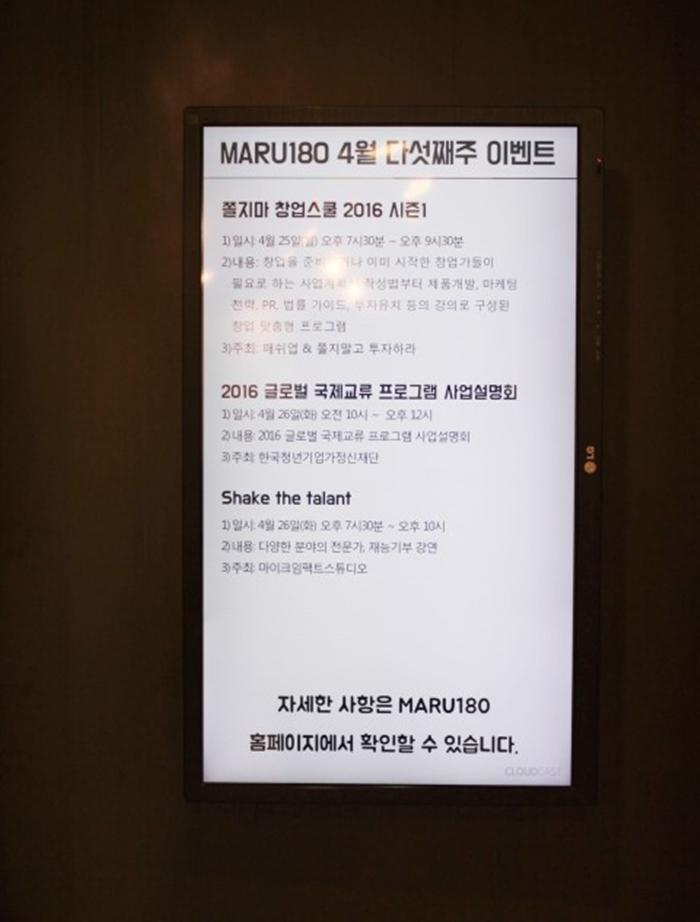 MARU180 4월 다섯째주 이벤트
쫄지마 창업스쿨 2016 시즌1
1)일시: 4월 25일(월) 오후 7시30분 ~ 오후 9시30분
2)내용: 창업을 이미 시작한 창업가들이
필요로 하는 사업계획서 작성법부터 제품개발, 마케팅
전략, PR, 법률 가이드, 투자유치 등의 강의로 구성된
창업 맞춤형 프로그램
3)주최: 매쉬업 & 쫄지말고 투자하라
2016 글로벌 국제교류 프로그램 사업설명회
1)일시: 4월 26일(화) 오전 10시 ~ 오후 12시
2)내용: 2016 글로벌 국제교류 프로그램 사업설명회
3)주최: 한국청년기업가정신재단
Shake the talant
1)일시: 4월 26일(화) 오후 7시30분 ~ 오후 10시
2)내용: 다양한 분야의 전문가, 재능기부 강연
3)주최: 마이크임팩트스튜디오
자세한 사항은 MARU180
홈페이지에서 확인할 수 있습니다.
CLOUDCAST
LG